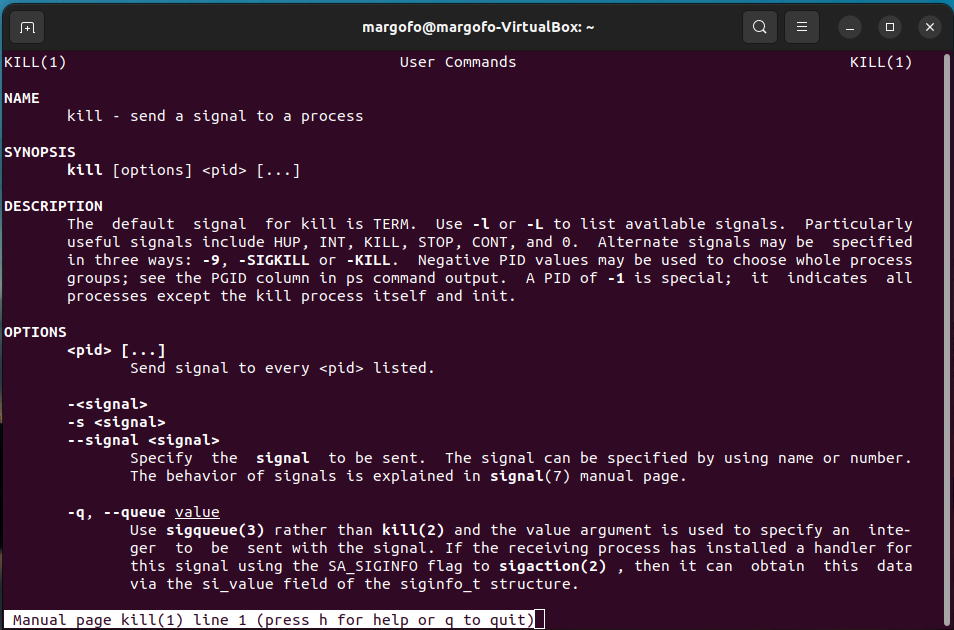 margofo@margofo-VirtualBox: ~
KILL(1) User Commands KILL(1)
NAME
kill - send a signal to a process
SYNOPSIS
kill [options] <pid> [...]
DESCRIPTION
The default signal for kill is TERM. Use -l or -L to list available signals. Particularly
useful signals include HUP, INT, KILL, STOP, CONT, and 0. Alternate signals may be specified
in three ways: -9, -SIGKILL or -KILL. Negative PID values may be used to choose whole process
groups; see the PGID column in ps command output. A PID of -1 is special; it indicates all
processes except the kill process itself and init.
OPTIONS
<pid> [...]
Send signal to every <pid> listed.
-<signal>
-s <signal>
--signal <signal>
Specify the signal to be sent. The signal can be specified by using name or number.
The behavior of signals is explained in signal(7) manual page.
-q, --queue value
Use sigqueue(3) rather than kill(2) and the value argument is used to specify an inte-
ger to be sent with the signal. If the receiving process has installed a handler for
this signal using the SA_SIGINFO flag to sigaction(2) , then it can obtain this data
via the si_value field of the siginfo_t structure.
Manual page kill(1) line 1 (press h for help or q to quit)